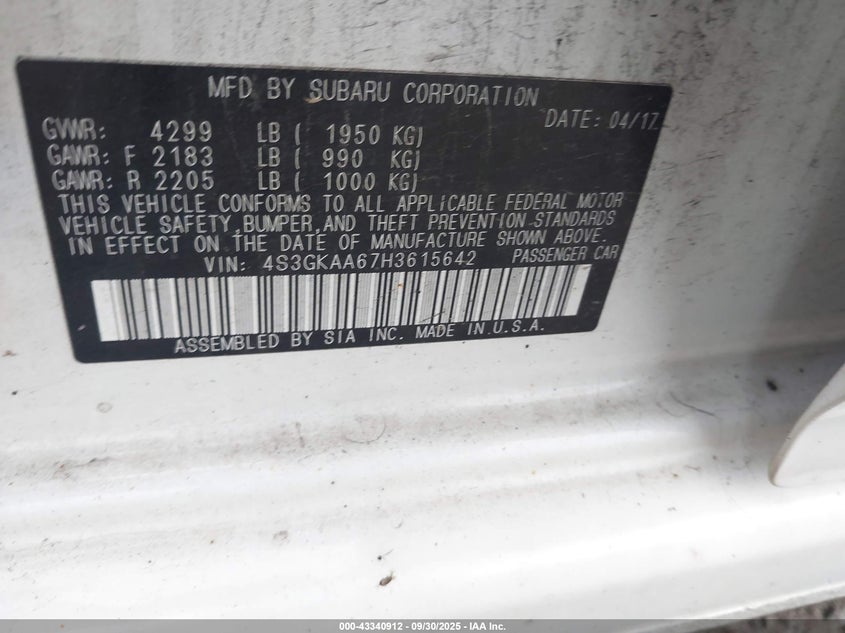 MFD BY SUBARU CORPORATION
DATE: 04/17
GVWR: 4299 LB ( 1950 KG)
GAWR: F 2183 LB ( 990 KG)
GAWR: R 2205 LB ( 1000 KG)
THIS VEHICLE CONFORMS TO ALL APPLICABLE FEDERAL MOTOR
VEHICLE SAFETY, BUMPER, AND THEFT PREVENTION STANDARDS
IN EFFECT ON THE DATE OF MANUFACTURE SHOWN ABOVE.
VIN: 4S3GKAA67H3615642 PASSENGER CAR
ASSEMBLED BY SIA INC. MADE IN U.S.A.
000-43340912 - 09/30/2025 - IAA Inc.